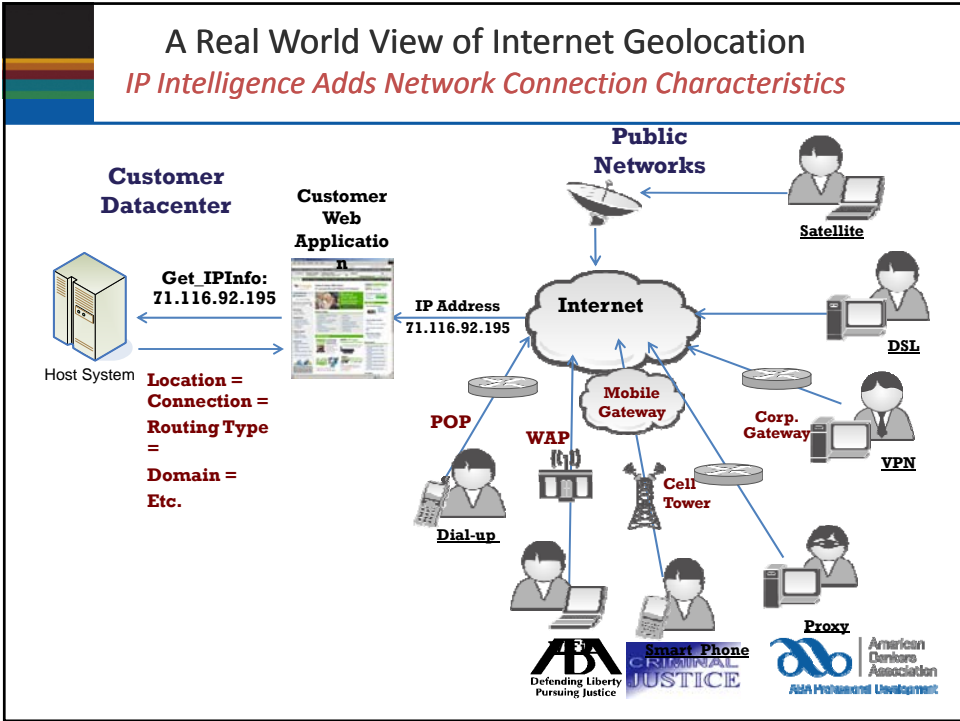 A Real World View of Internet Geolocation
IP Intelligence Adds Network Connection Characteristics
Public
Networks
Customer
Datacenter
Customer
Web
Applicatio
n
Satellite
Get_IPInfo:
71.116.92.195
IP Address
71.116.92.195
Internet
DSL
Host System
Location =
Connection =
Routing Type
=
Domain =
Etc.
POP
WAP
Mobile
Gateway
Corp.
Gateway
VPN
Cell
Tower
Dial-up
Proxy
Smart Phone
ABA
Defending Liberty
Pursuing Justice
CRIMINAL
JUSTICE
American
Bankers
Association
ABA Professional Development